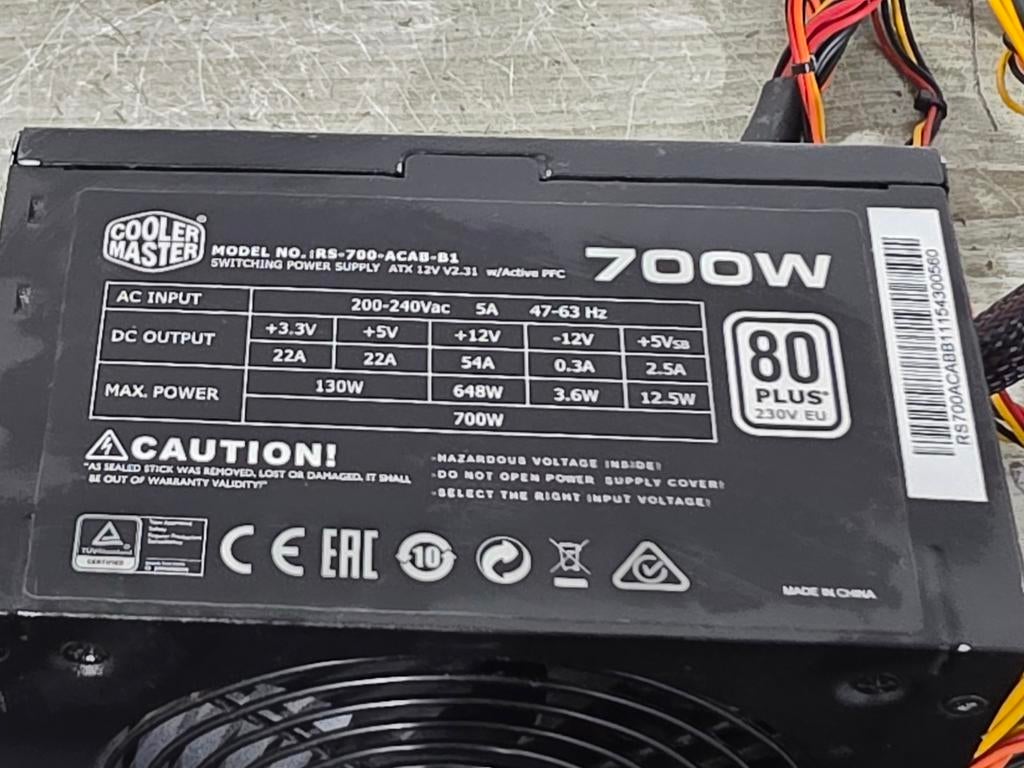 COOLER
MASTER®
MODEL NO.:RS-700-ACAB-B1
SWITCHING POWER SUPPLY ATX 12V V2.31 w/Active PFC
700W
AC INPUT 200-240Vac 5A 47-63 Hz
DC OUTPUT +3.3V +5V +12V -12V +5VSB
22A 22A 54A 0.3A 2.5A
MAX. POWER 130W 648W 3.6W 12.5W
700W
80
PLUS®
230V EU
RS700ACABB11154300560
CAUTION!
"AS SEALED STICK WAS REMOVED, LOST OR DAMAGED, IT SHALL
BE OUT OF WARRANTY VALIDITY!"
-HAZARDOUS VOLTAGE INSIDE!
-DO NOT OPEN POWER SUPPLY COVER!
-SELECT THE RIGHT INPUT VOLTAGE!
CERTIFIED
CE EAC 10
MADE IN CHINA